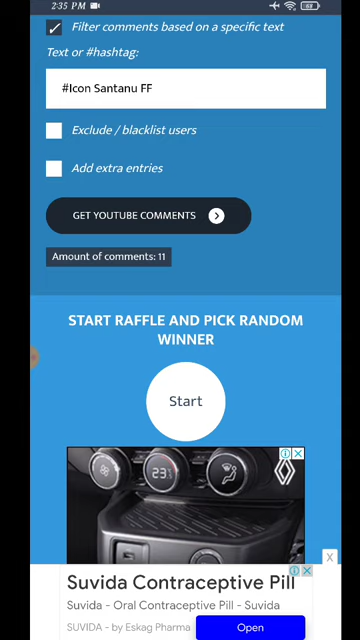 2:35 PM
Filter comments based on a specific text
Text or #hashtag:
#Icon Santanu FF
Exclude / blacklist users
Add extra entries
GET YOUTUBE COMMENTS
Amount of comments: 11
START RAFFLE AND PICK RANDOM
WINNER
Start
23.5
X
Suvida Contraceptive Pill
Suvida - Oral Contraceptive Pill - Suvida
SUVIDA - by Eskag Pharma
Open